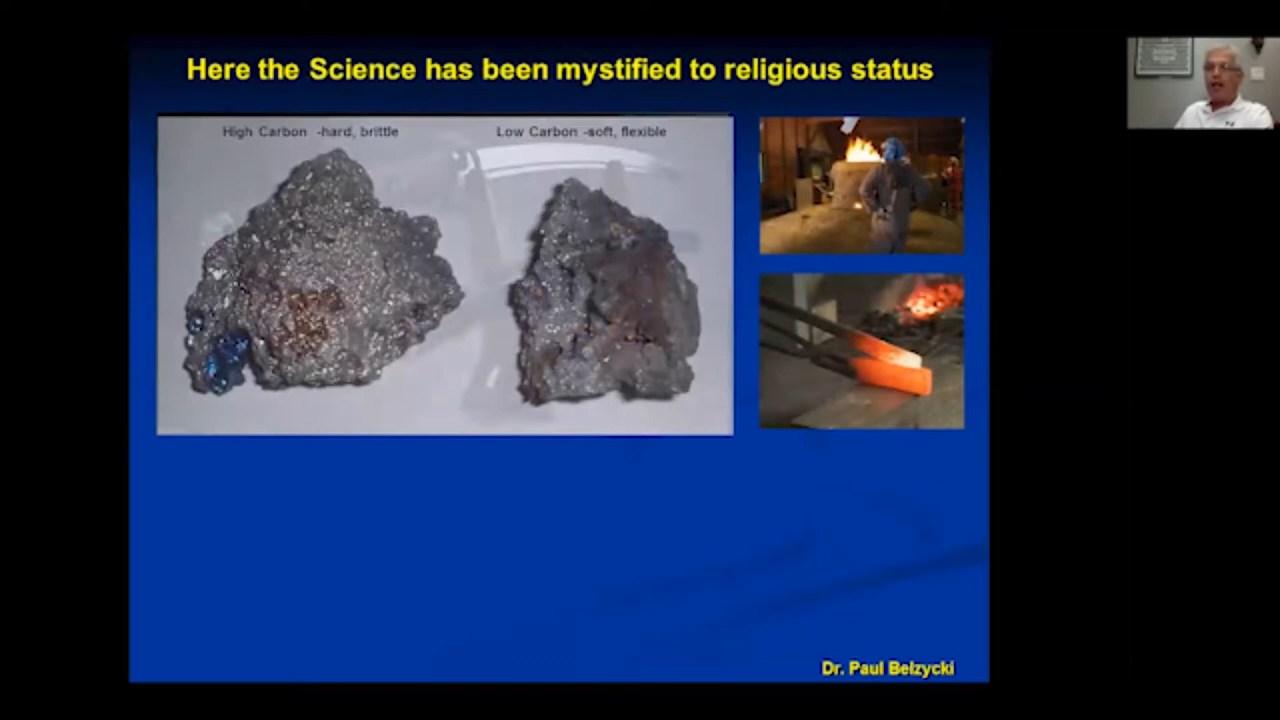 Here the Science has been mystified to religious status
High Carbon -hard, brittle
Low Carbon -soft, flexible
Dr. Paul Belzycki